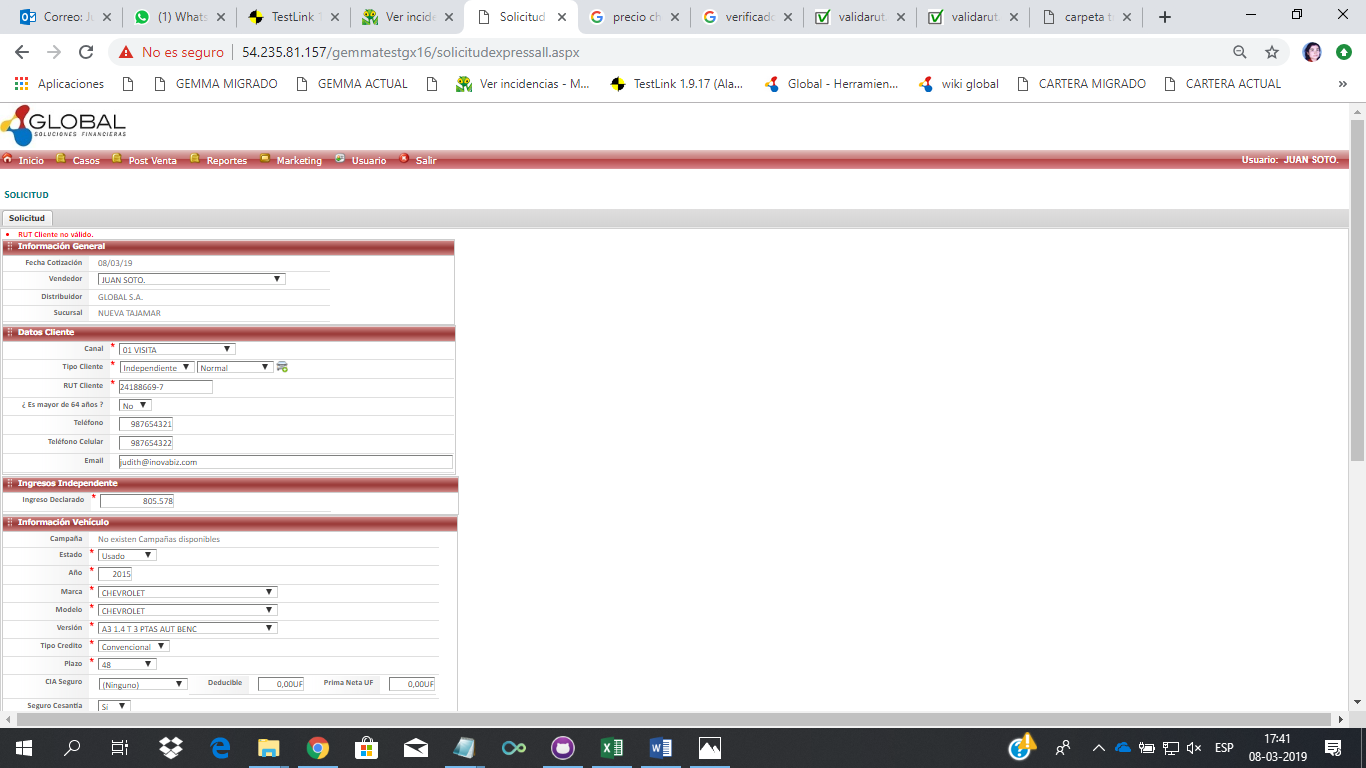 Correo: J
(1) Whats
TestLink 1
Ver incide
Solicitud
precio ch
verificado
validarut.
validarut.
carpeta t
No es seguro
54.235.81.157/gemmatestgx16/solicitudexpressall.aspx
Aplicaciones
GEMMA MIGRADO
GEMMA ACTUAL
Ver incidencias - M...
TestLink 1.9.17 (Ala...
Global - Herramien...
wiki global
CARTERA MIGRADO
CARTERA ACTUAL
»
GLOBAL
SOLUCIONES FINANCIERAS
Inicio
Casos
Post Venta
Reportes
Marketing
Usuario
Salir
Usuario: JUAN SOTO.
SOLICITUD
Solicitud
• RUT Cliente no válido.
Información General
Fecha Cotización 08/03/19
Vendedor JUAN SOTO.
Distribuidor GLOBAL S.A.
Sucursal NUEVA TAJAMAR
Datos Cliente
Canal * 01 VISITA
Tipo Cliente * Independiente Normal
RUT Cliente * 24188669-7
¿ Es mayor de 64 años ? No
Teléfono 987654321
Teléfono Celular 987654322
Email judith@inovabiz.com
Ingresos Independiente
Ingreso Declarado * 805.578
Información Vehículo
Campaña No existen Campañas disponibles
Estado * Usado
Año * 2015
Marca * CHEVROLET
Modelo * CHEVROLET
Versión * A3 1.4 T 3 PTAS AUT BENC
Tipo Credito * Convencional
Plazo * 48
CIA Seguro (Ninguno) Deducible 0,00UF Prima Neta UF 0,00UF
Seguro Cesantía Si
ESP
17:41
08-03-2019